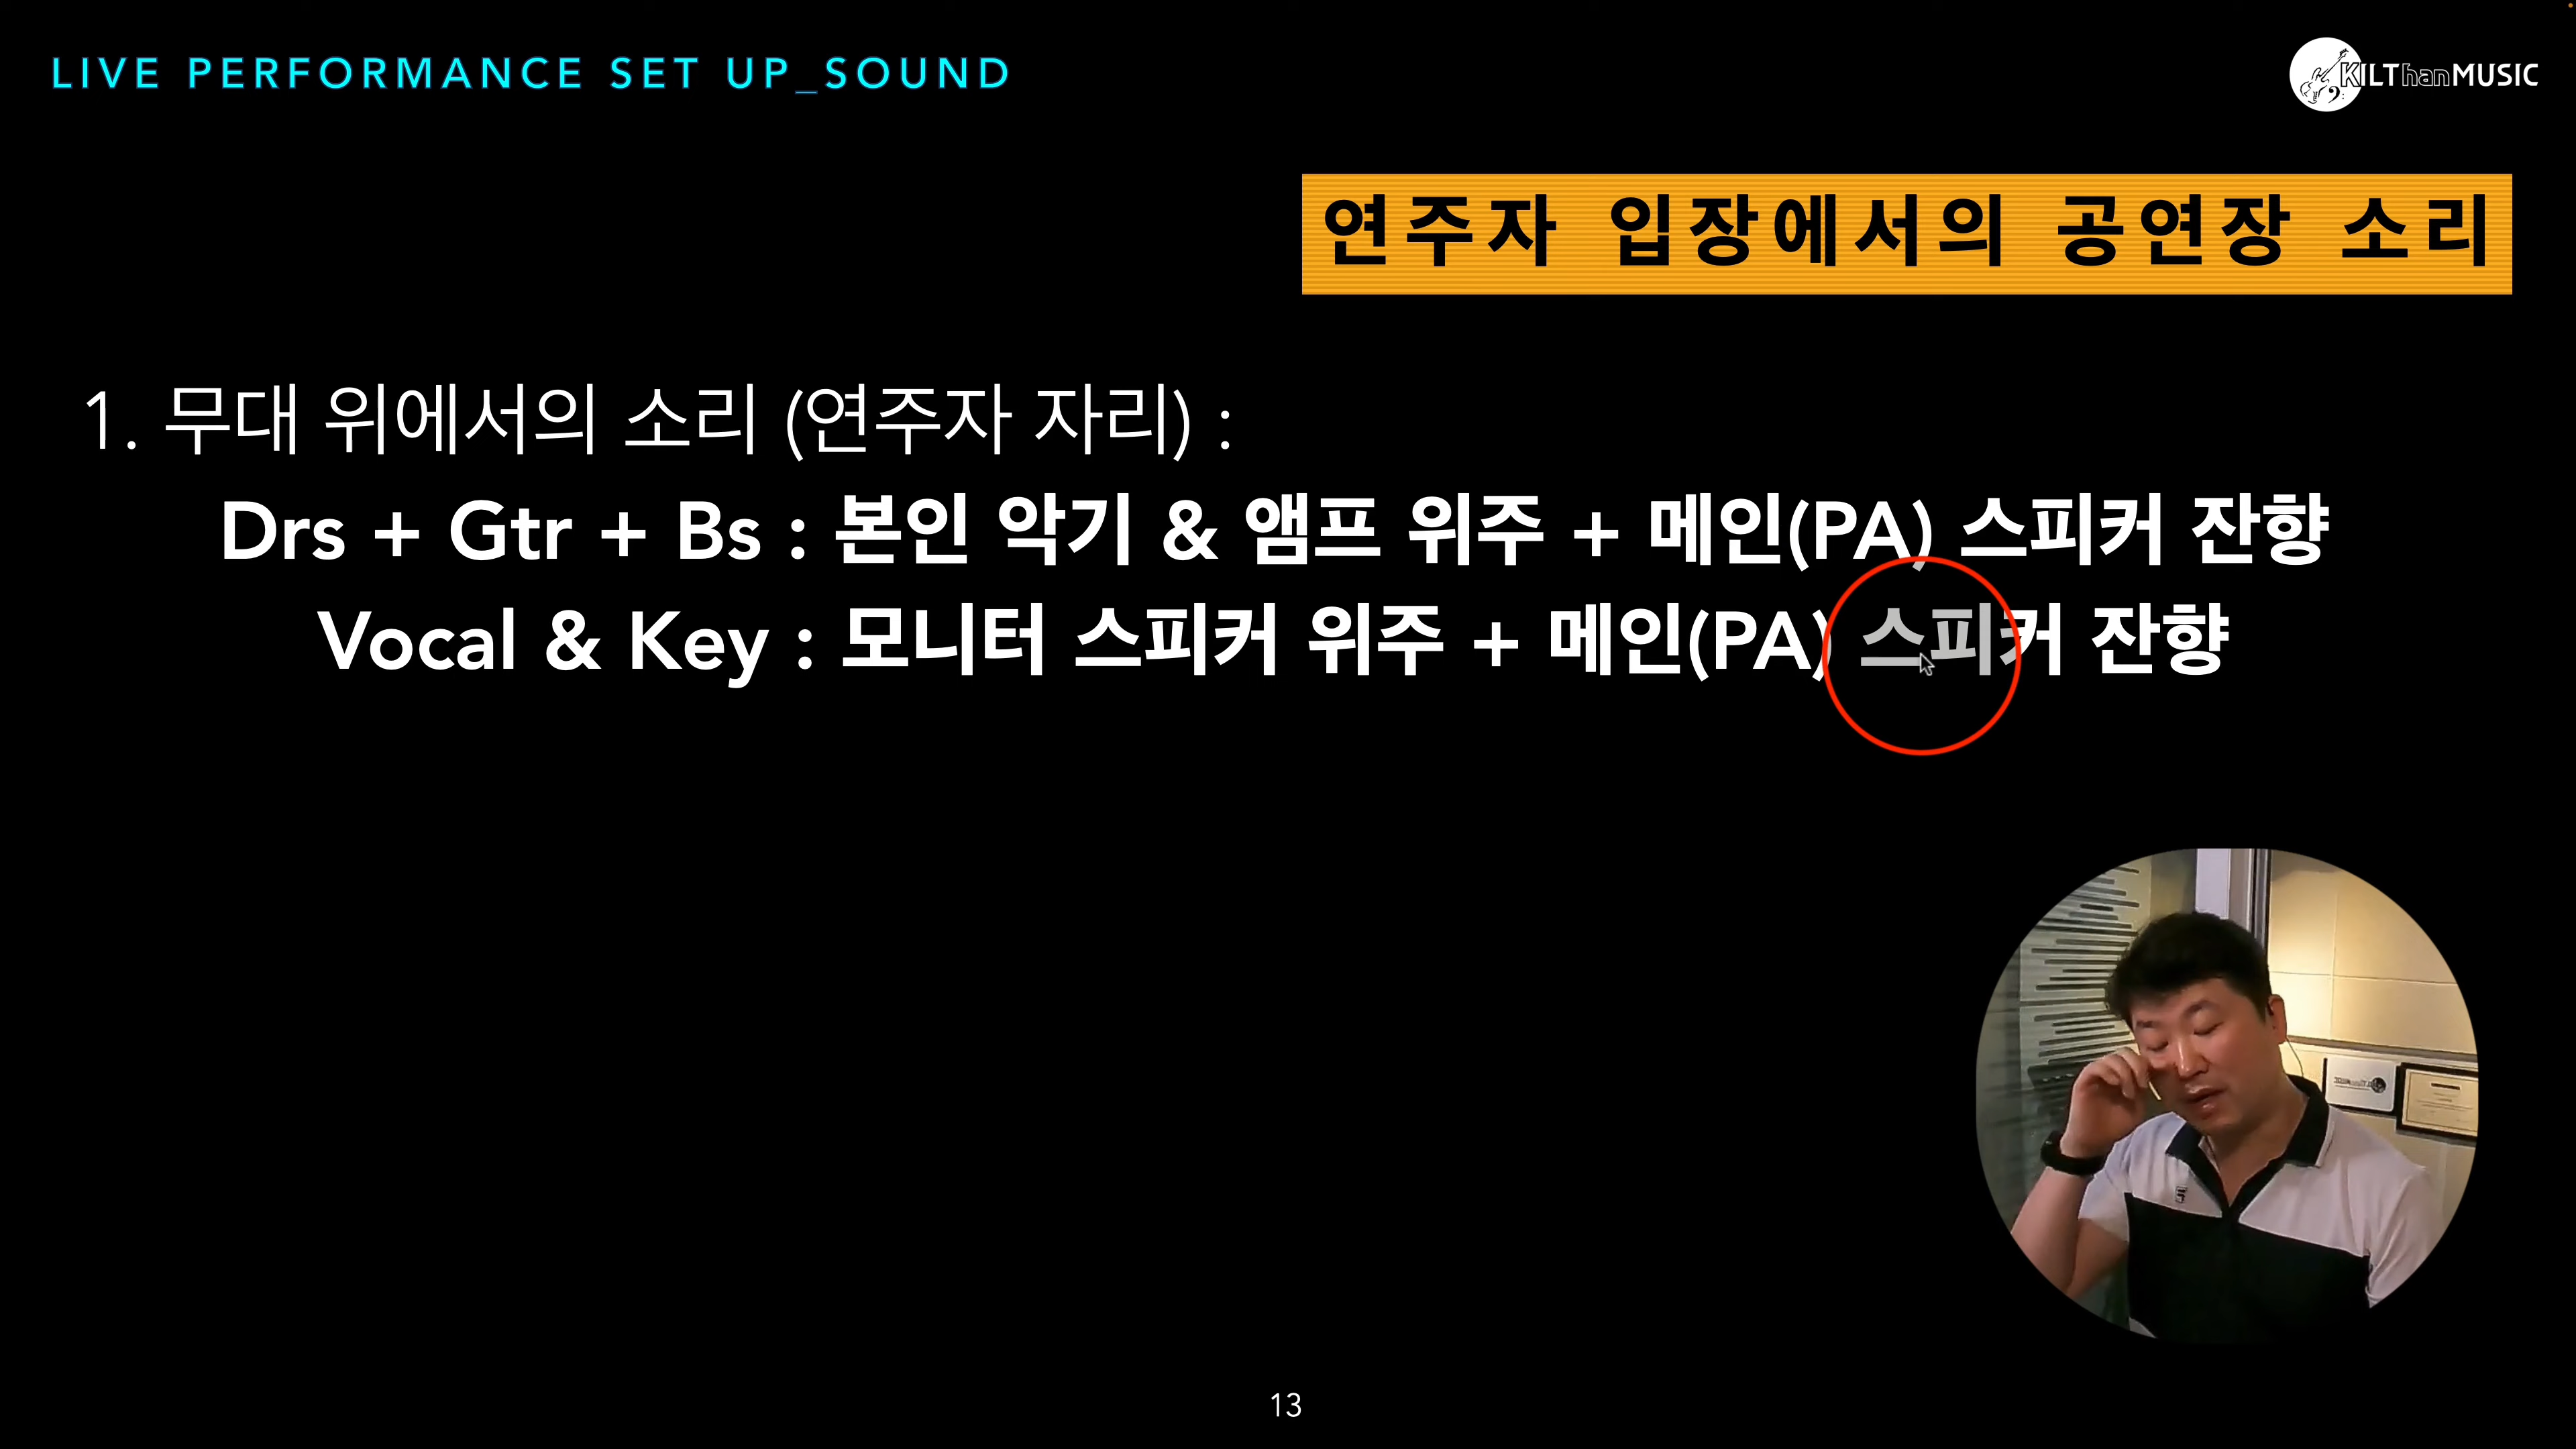 LIVE PERFORMANCE SET UP_SOUND
KILThanMUSIC
연주자 입장에서의 공연장 소리
1. 무대 위에서의 소리 (연주자 자리) :
Drs + Gtr + Bs : 본인 악기 & 앰프 위주 + 메인(PA) 스피커 잔향
Vocal & Key : 모니터 스피커 위주 + 메인(PA) 스피커 잔향
13